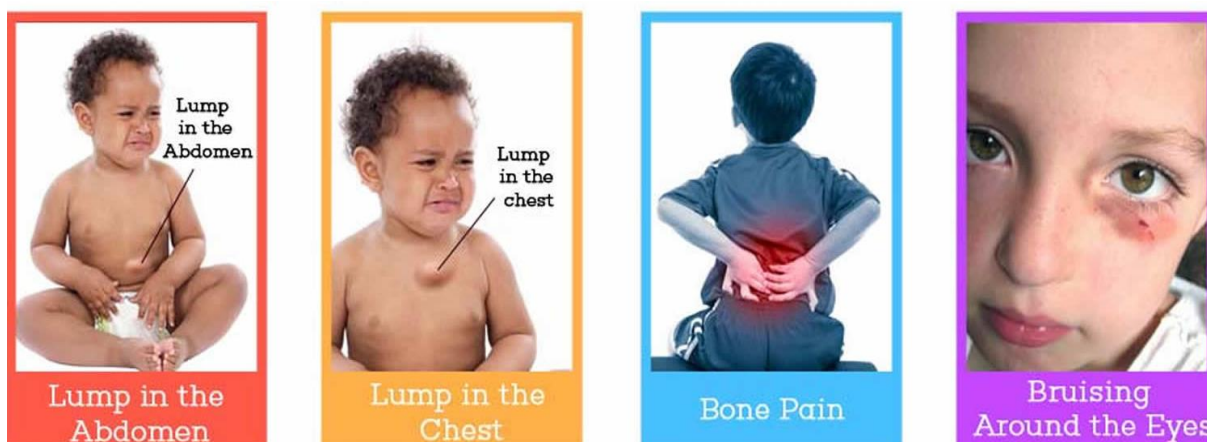 Lump
in the
Abdomen
Lump in the
Abdomen
Lump
in the
chest
Lump in the
Chest
Bone Pain
Bruising
Around the Eyes